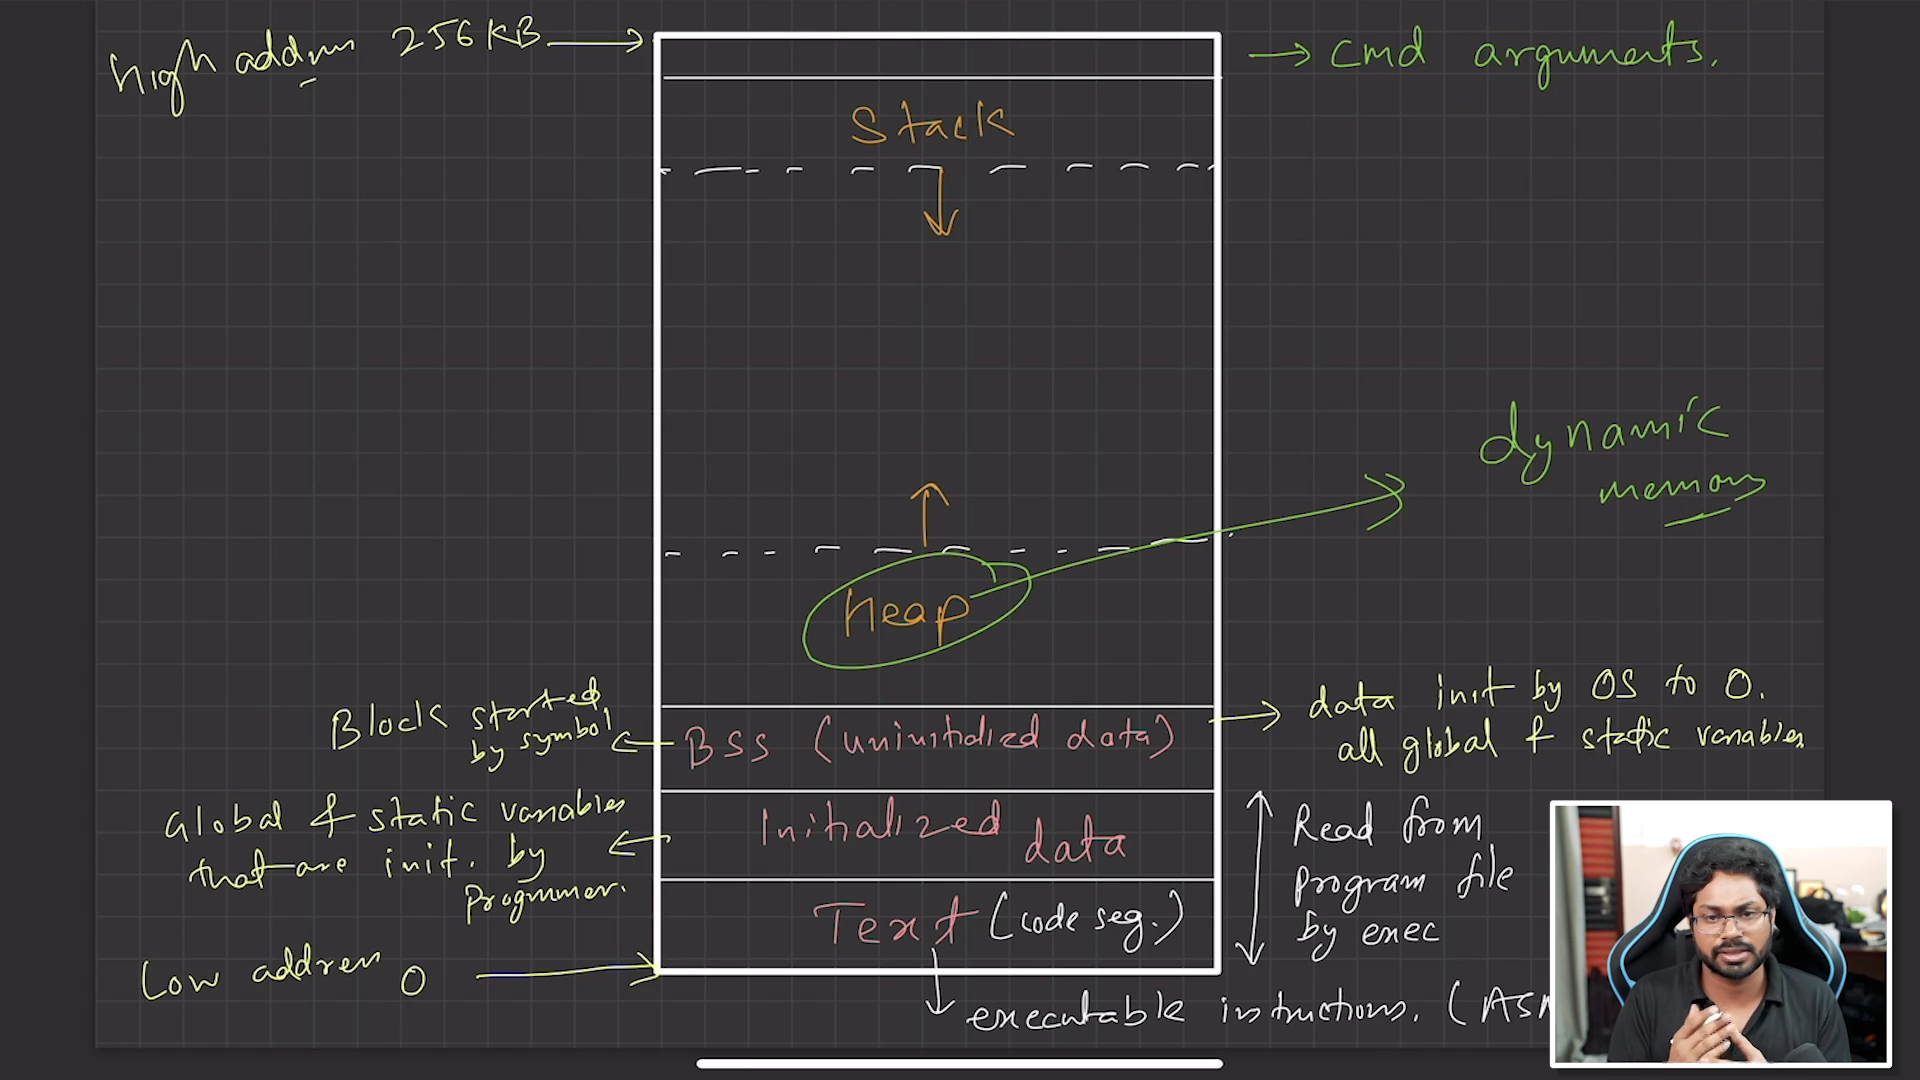 high address 256KB
cmd arguments.
Stack
dynamic
memory
heap
Block started
by symbol
BSS (uninitialized data)
data init by OS to 0.
all global & static variables
Global & static variables
that are init. by
Programmer.
Initialized
data
Read from
program file
by exec
Text (code seg.)
Low address 0
executable instructions. (ASM